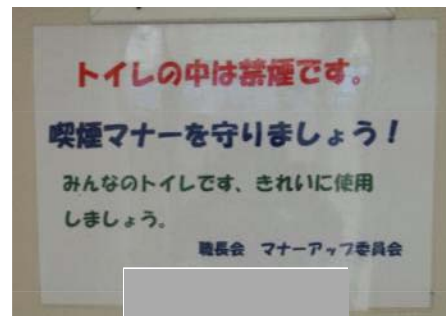 トイレの中は禁煙です。
喫煙マナーを守りましょう！
みんなのトイレです、きれいに使用
しましょう。
職長会 マナーアップ委員会